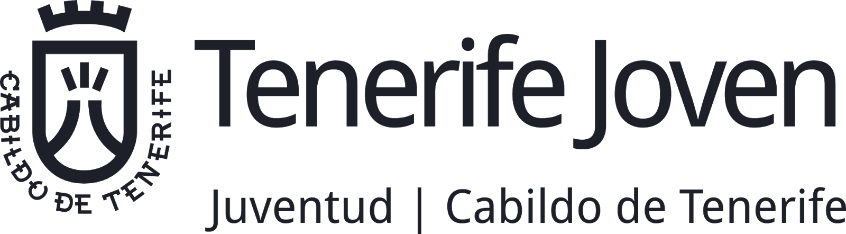 CABILDO DE TENERIFE
Tenerife Joven
Juventud | Cabildo de Tenerife